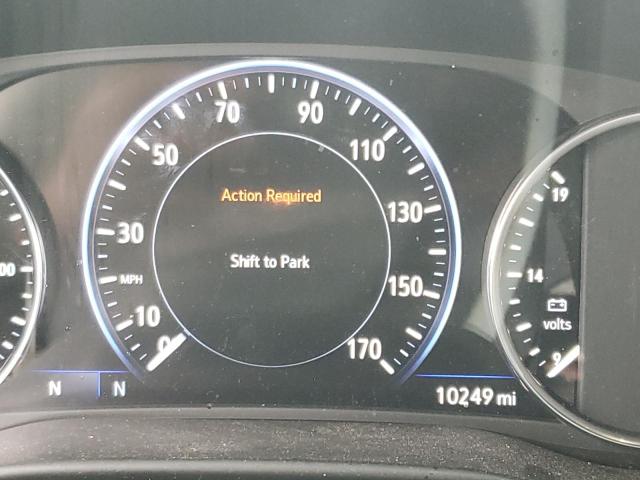 70 90
50 110
Action Required
19
30 130
Shift to Park
00
MPH
14
150
10
volts
0 170
9
N N 10249 mi